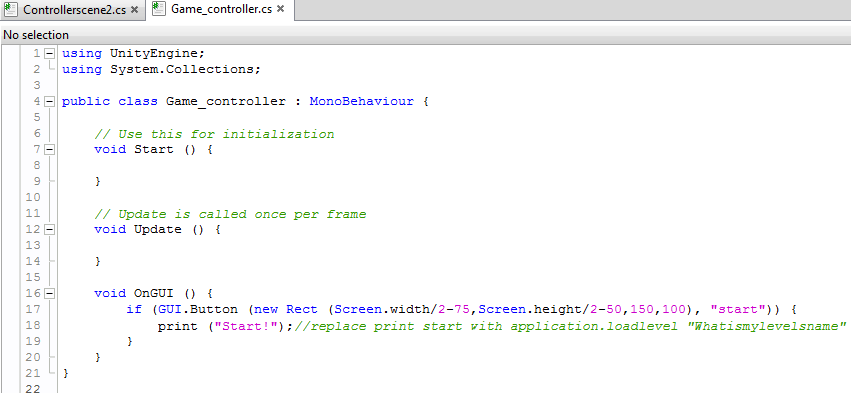 Controllerscene2.cs × Game_controller.cs ×
No selection
1 using UnityEngine;
2 using System.Collections;
3
4 public class Game_controller : MonoBehaviour {
5
6 // Use this for initialization
7 void Start () {
8
9 }
10
11 // Update is called once per frame
12 void Update () {
13
14 }
15
16 void OnGUI () {
17 if (GUI.Button (new Rect (Screen.width/2-75,Screen.height/2-50,150,100), "start")) {
18 print ("Start!");//replace print start with application.loadlevel "Whatismylevelsname"
19 }
20 }
21 }
22